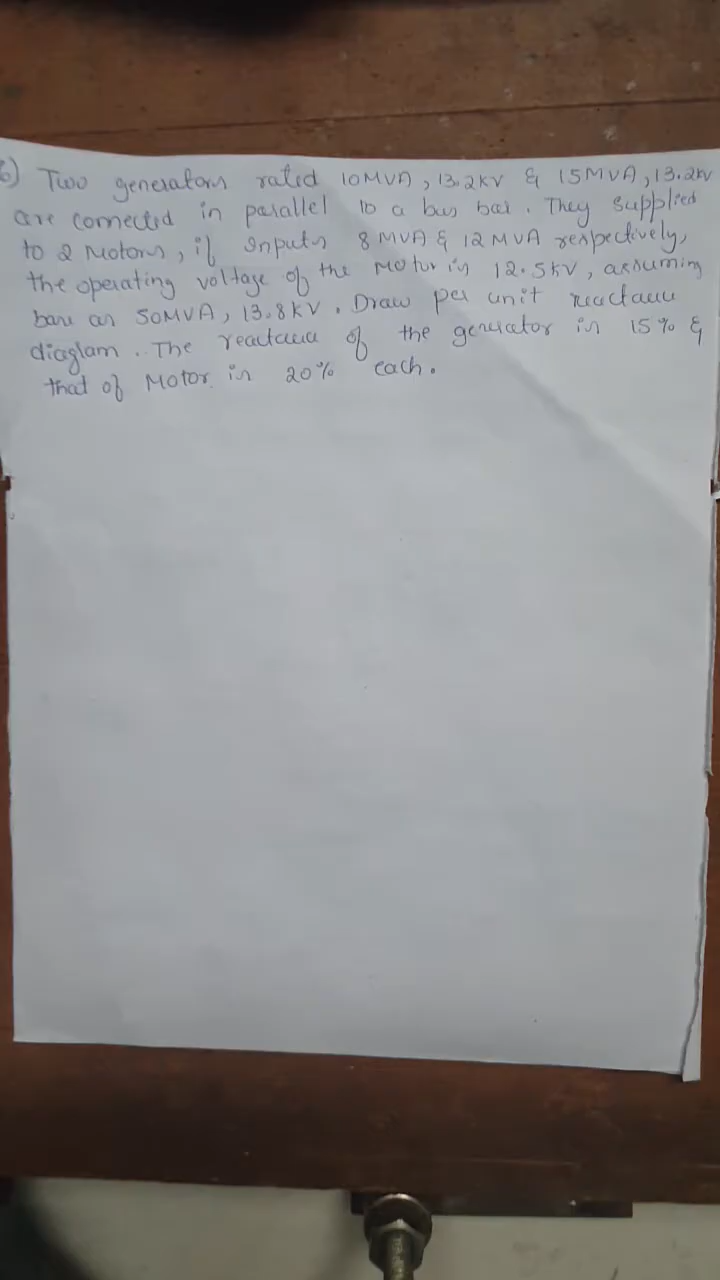 6) Two generators rated 10MVA, 13.2KV & 15MVA, 13.2KV
are connected in parallel to a bus bar. They supplied
to 2 Motors, if Inputs 8 MVA & 12 MVA respectively,
the operating voltage of the Motor is 12.5KV, assuming
base as 50MVA, 13.8KV. Draw per unit reactance
diaglam. The reactance of the generator is 15% &
that of Motor is 20% each.